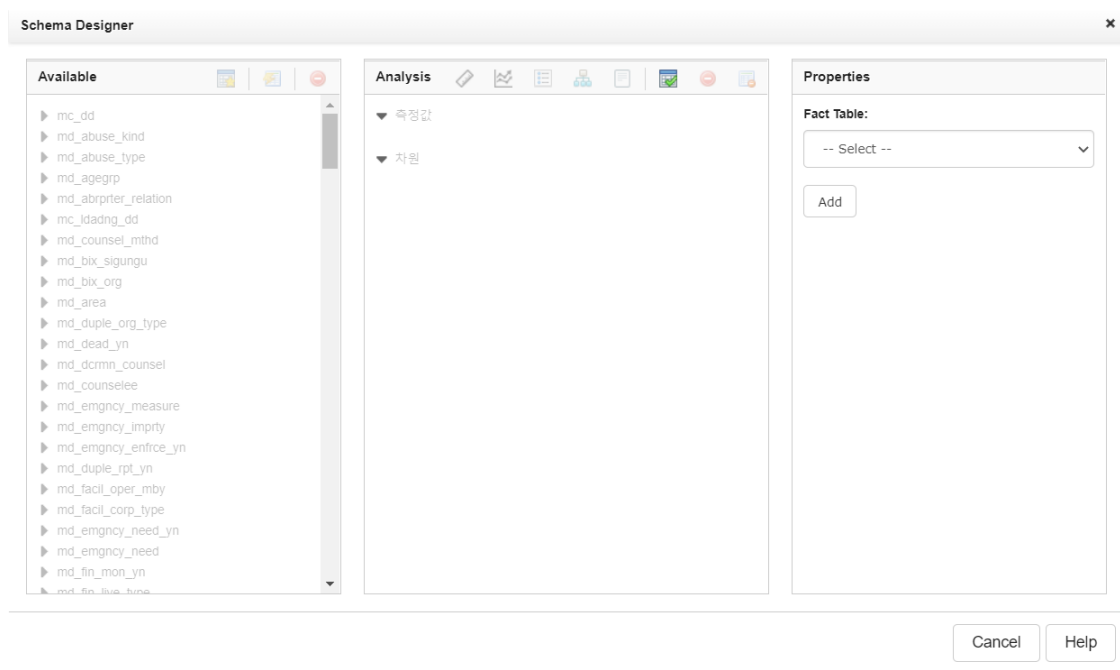 Schema Designer
Available
mc_dd
md_abuse_kind
md_abuse_type
md_agegrp
md_abrprter_relation
mc_ldadng_dd
md_counsel_mthd
md_bix_sigungu
md_bix_org
md_area
md_duple_org_type
md_dead_yn
md_dcrmn_counsel
md_counselee
md_emgncy_measure
md_emgncy_imprty
md_emgncy_enfrce_yn
md_duple_rpt_yn
md_facil_oper_mby
md_facil_corp_type
md_emgncy_need_yn
md_emgncy_need
md_fin_mon_yn
md_fin_live_type
Analysis
측정값
차원
Properties
Fact Table:
-- Select --
Add
Cancel Help